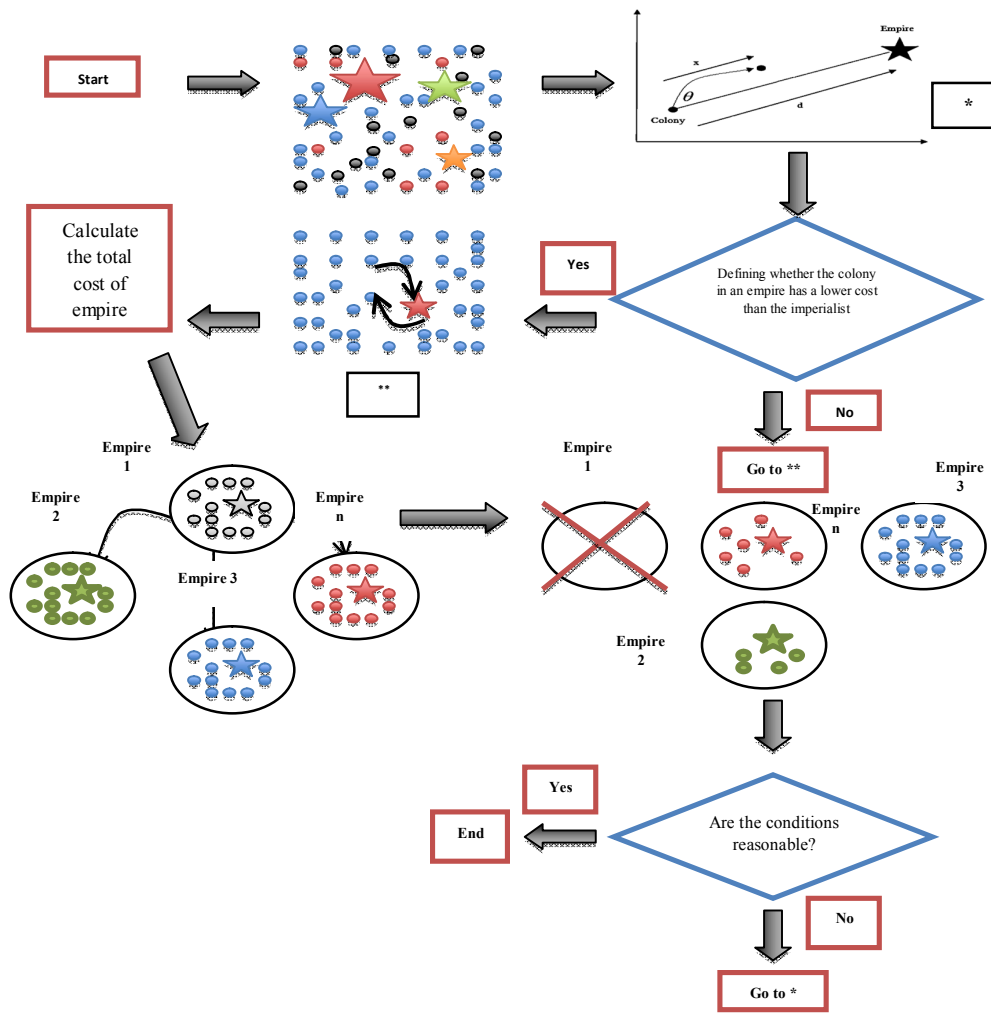 Start
Empire
x
θ
d
Colony
*
Calculate
the total
cost of
empire
Yes
Defining whether the colony
in an empire has a lower cost
than the imperialist
**
No
Go to **
Empire
1
Empire
2
Empire
n
Empire 3
Empire
1
Empire
n
Empire
3
Empire
2
Yes
End
Are the conditions
reasonable?
No
Go to *